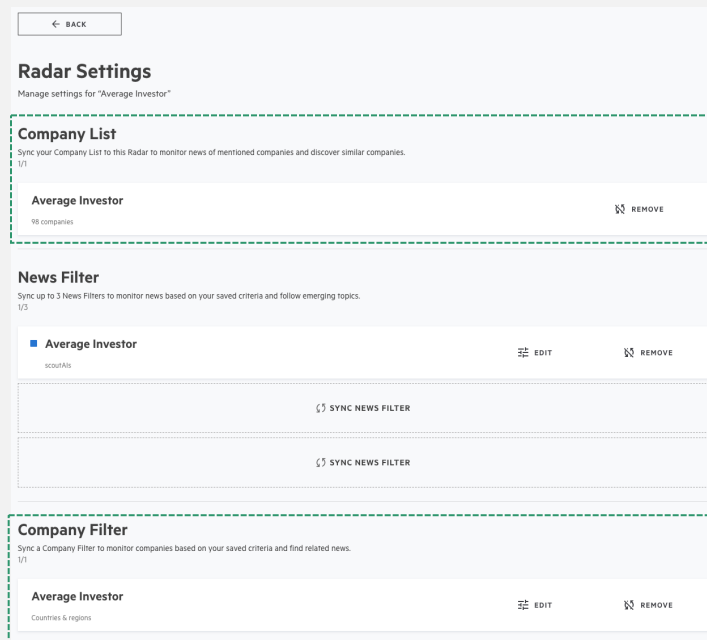 ← BACK
Radar Settings
Manage settings for "Average Investor"
Company List
Sync your Company List to this Radar to monitor news of mentioned companies and discover similar companies.
1/1
Average Investor
REMOVE
98 companies
News Filter
Sync up to 3 News Filters to monitor news based on your saved criteria and follow emerging topics.
1/3
Average Investor
EDIT
REMOVE
scoutAIs
SYNC NEWS FILTER
SYNC NEWS FILTER
Company Filter
Sync a Company Filter to monitor companies based on your saved criteria and find related news.
1/1
Average Investor
EDIT
REMOVE
Countries & regions